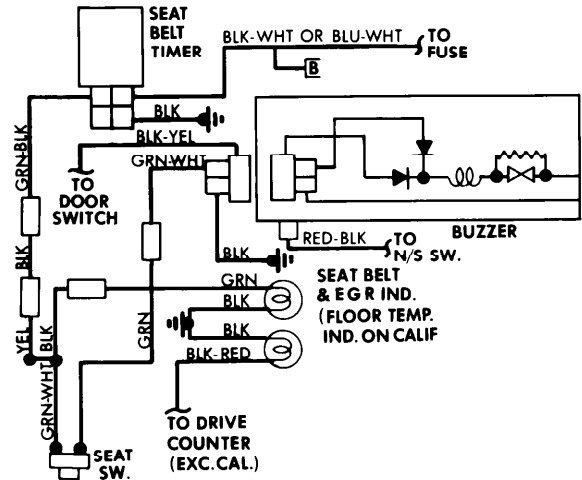 SEAT
BELT
TIMER
BLK-WHT OR BLU-WHT
TO
FUSE
B
BLK
BLK-YEL
GRN-WHT
GRN-BLK
TO
DOOR
SWITCH
BUZZER
RED-BLK
TO
N/S SW.
BLK
BLK
GRN
BLK
SEAT BELT
& E G R IND.
(FLOOR TEMP.
IND. ON CALIF
BLK
BLK-RED
GRN
YEL
BLK
GRN-WHT
TO DRIVE
COUNTER
(EXC. CAL.)
SEAT
SW.